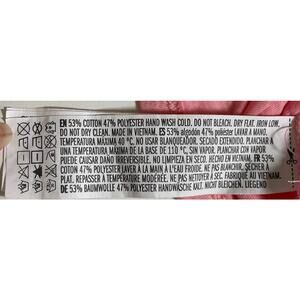 EN 53% COTTON 47% POLYESTER HAND WASH COLD. DO NOT BLEACH. DRY FLAT. IRON LOW.
DO NOT DRY CLEAN. MADE IN VIETNAM. ES 53% algodón 47% poliéster LAVAR A MANO.
TEMPERATURA MÁXIMA 40 °C, NO USAR BLANQUEADOR. SECIDO EXTENDIDO. PLANCHAR A
UNA TEMPERATURA MÁXIMA DE LA BASE DE 110 °C, SIN VAPOR. PLANCHAR CON VAPOR
PUEDE CAUSAR DAÑO IRREVERSIBLE. NO LIMPIEZA EN SECO. HECHO EN VIETNAM. FR 53%
COTON 47% POLYESTER LAVER À LA MAIN À L'EAU FROIDE. NE PAS BLANCHIR. SÉCHER À
PLAT. REPASSER À TEMPÉRATURE MODÉRÉE. NE PAS NETTOYER À SEC. FABRIQUÉ AU VIETNAM.
DE 53% BAUMWOLLE 47% POLYESTER HANDWÄSCHE KALT. NICHT BLEICHEN. LIEGEND